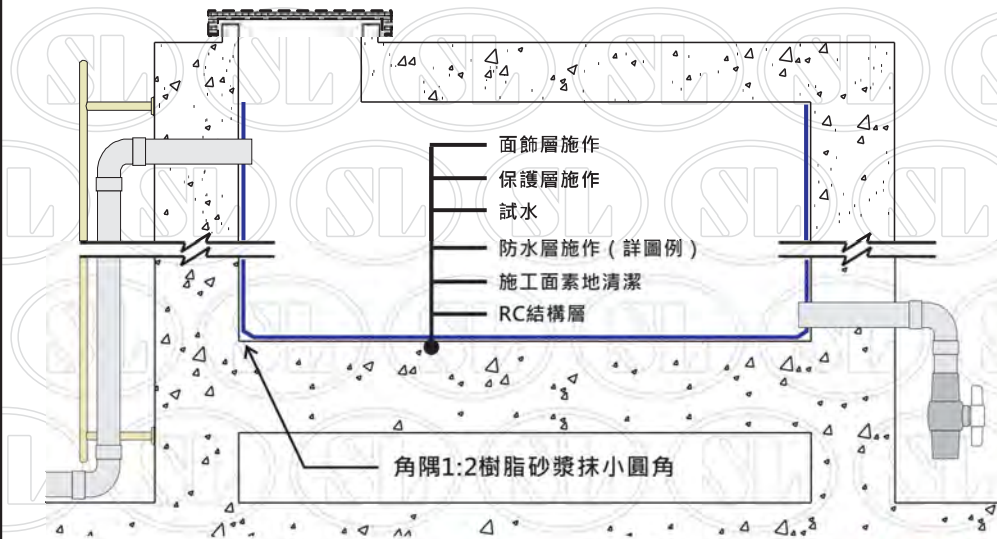 面飾層施作
保護層施作
試水
防水層施作(詳圖例)
施工面素地清潔
RC結構層
角隅1:2樹脂砂漿抹小圓角
SL